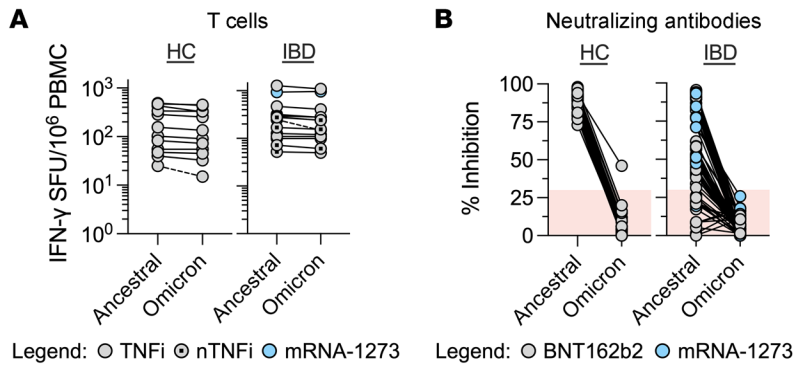 A T cells
HC IBD
IFN-γ SFU/10⁶ PBMC
10³
10²
10¹
10⁰
Ancestral Omicron Ancestral Omicron
Legend: TNFi nTNFi mRNA-1273
B Neutralizing antibodies
HC IBD
% Inhibition
100
75
50
25
0
Ancestral Omicron Ancestral Omicron
Legend: BNT162b2 mRNA-1273